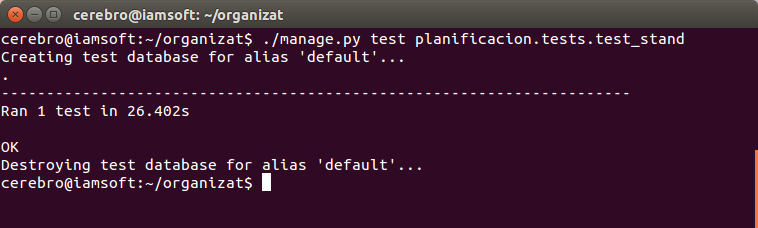 cerebro@iamsoft: ~/organizat
cerebro@iamsoft:~/organizat$ ./manage.py test planificacion.tests.test_stand
Creating test database for alias 'default'...
.
----------------------------------------------------------------------
Ran 1 test in 26.402s
OK
Destroying test database for alias 'default'...
cerebro@iamsoft:~/organizat$